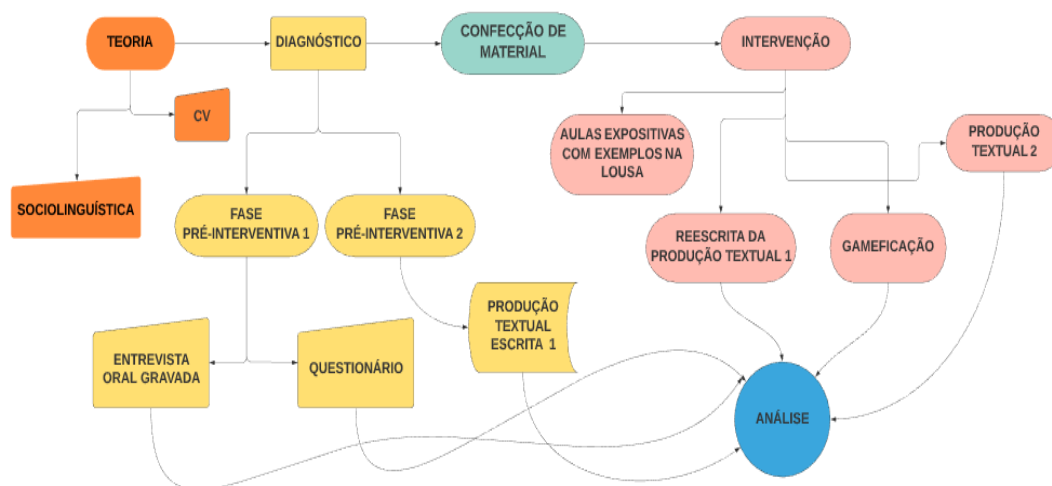 TEORIA
DIAGNÓSTICO
CONFECÇÃO DE
MATERIAL
INTERVENÇÃO
CV
SOCIOLINGUÍSTICA
AULAS EXPOSITIVAS
COM EXEMPLOS NA
LOUSA
PRODUÇÃO
TEXTUAL 2
FASE
PRÉ-INTERVENTIVA 1
FASE
PRÉ-INTERVENTIVA 2
REESCRITA DA
PRODUÇÃO TEXTUAL 1
GAMEFICAÇÃO
PRODUÇÃO
TEXTUAL
ESCRITA 1
ENTREVISTA
ORAL GRAVADA
QUESTIONÁRIO
ANÁLISE